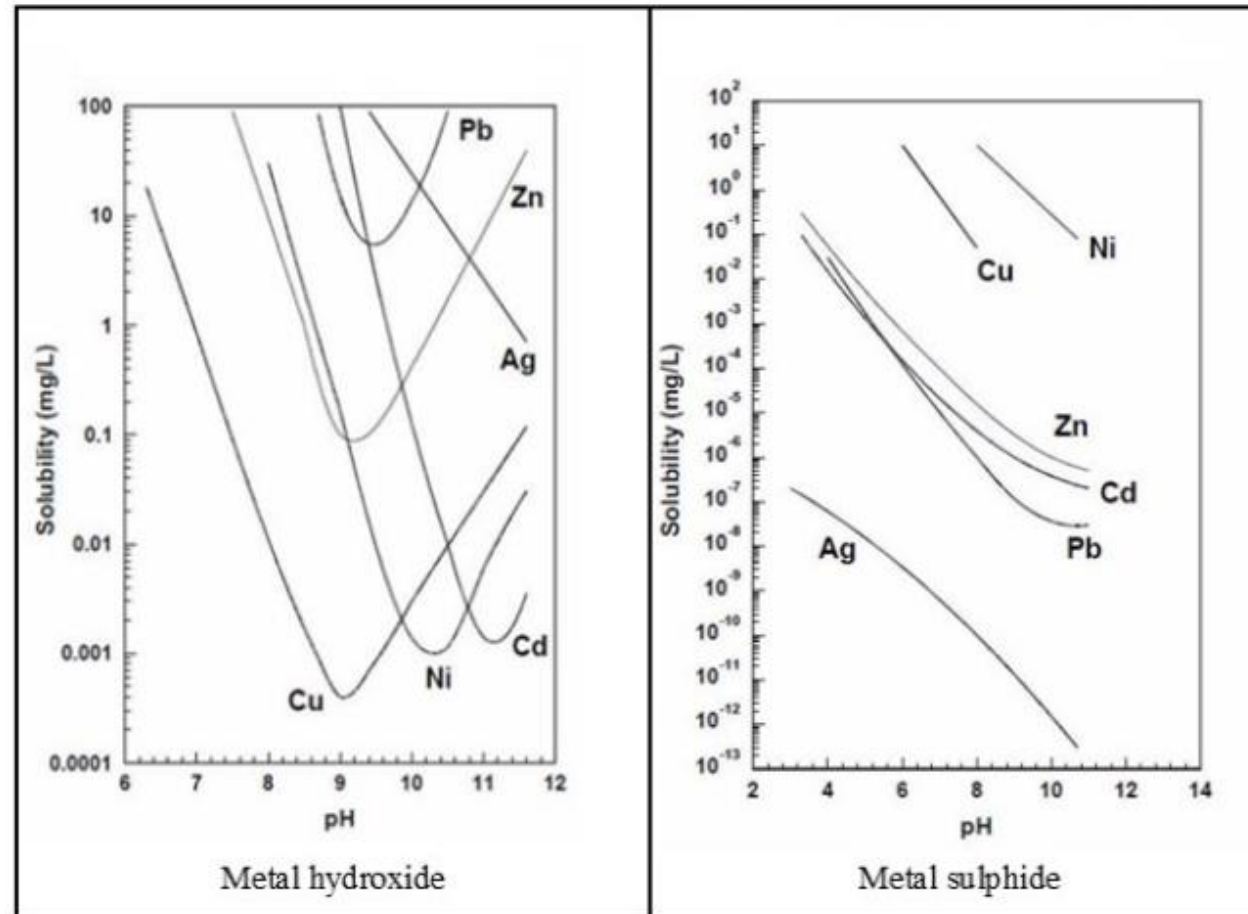 100
10
1
0.1
0.01
0.001
0.0001
Solubility (mg/L)
Pb
Zn
Ag
Cd
Ni
Cu
6 7 8 9 10 11 12
pH
Metal hydroxide
10²
10¹
10⁰
10⁻¹
10⁻²
10⁻³
10⁻⁴
10⁻⁵
10⁻⁶
10⁻⁷
10⁻⁸
10⁻⁹
10⁻¹⁰
10⁻¹¹
10⁻¹²
10⁻¹³
Solubility (mg/L)
Ni
Cu
Zn
Cd
Pb
Ag
2 4 6 8 10 12 14
pH
Metal sulphide